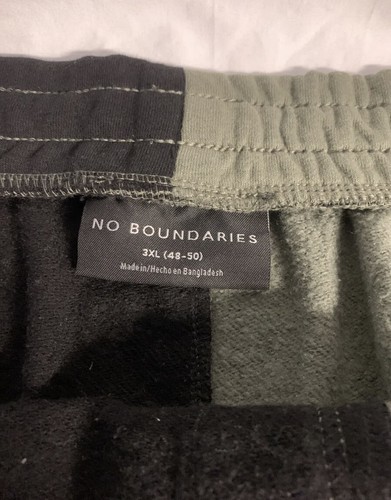 NO BOUNDARIES
3XL (48-50)
Made in/Hecho en Bangladesh